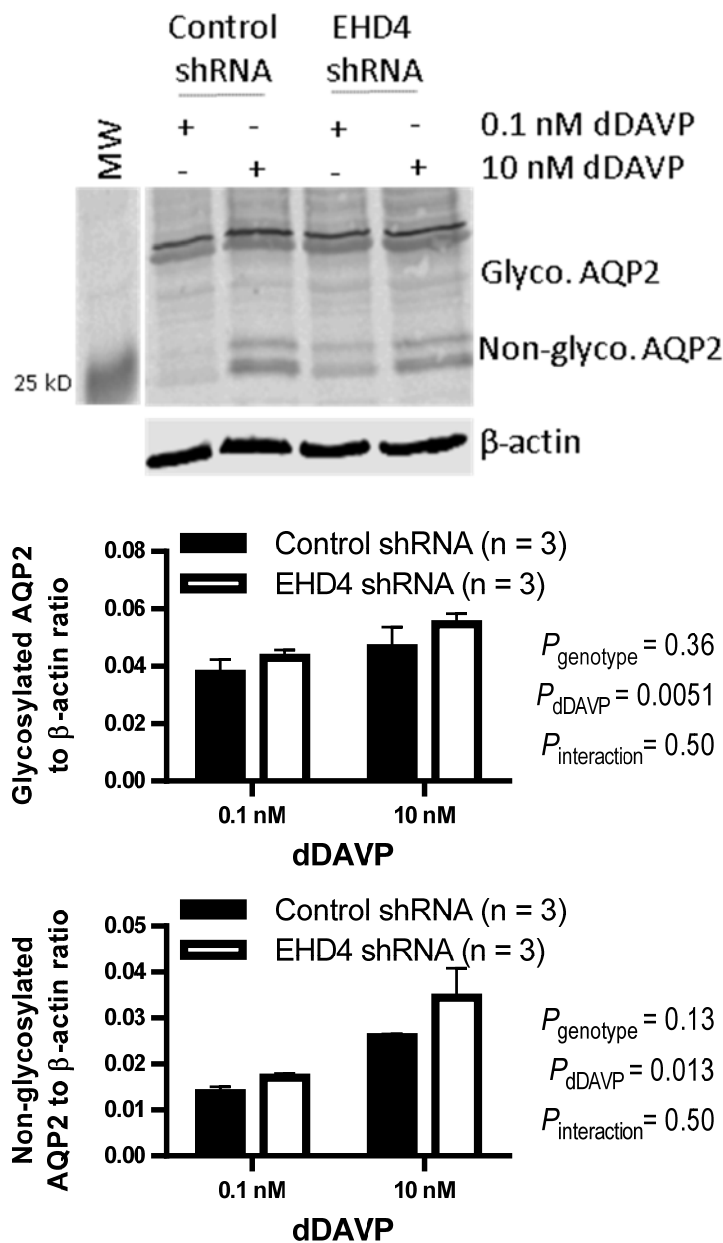 Control EHD4
shRNA shRNA
MW
+ - + - 0.1 nM dDAVP
- + - + 10 nM dDAVP
Glyco. AQP2
Non-glyco. AQP2
25 kD
β-actin
Glycosylated AQP2
to β-actin ratio
0.08
0.06
0.04
0.02
0.00
Control shRNA (n = 3)
EHD4 shRNA (n = 3)
Pgenotype = 0.36
PdDAVP = 0.0051
Pinteraction = 0.50
0.1 nM 10 nM
dDAVP
Non-glycosylated
AQP2 to β-actin ratio
0.05
0.04
0.03
0.02
0.01
0.00
Control shRNA (n = 3)
EHD4 shRNA (n = 3)
Pgenotype = 0.13
PdDAVP = 0.013
Pinteraction = 0.50
0.1 nM 10 nM
dDAVP